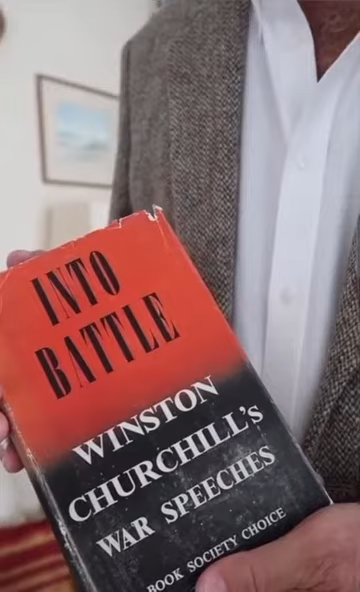 INTO
BATTLE
WINSTON
CHURCHILL'S
WAR SPEECHES
BOOK SOCIETY CHOICE